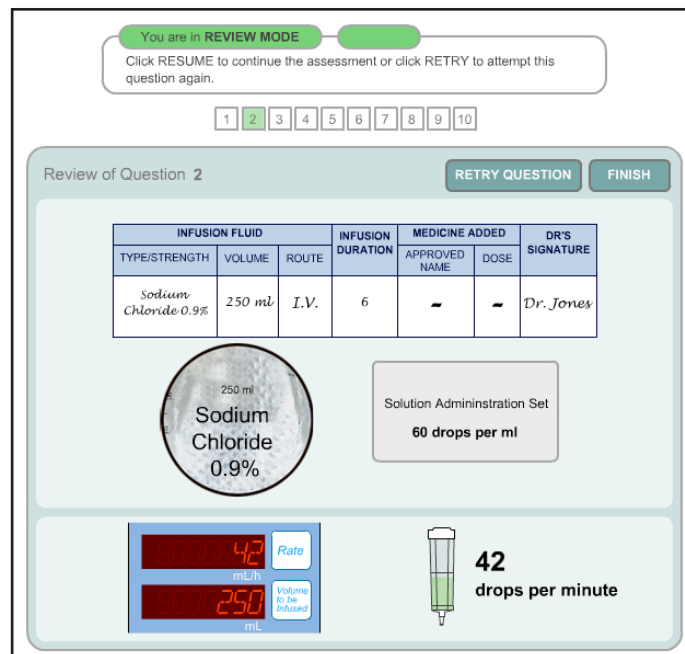 You are in REVIEW MODE
Click RESUME to continue the assessment or click RETRY to attempt this
question again.
1 2 3 4 5 6 7 8 9 10
Review of Question 2
RETRY QUESTION
FINISH
INFUSION FLUID
INFUSION DURATION
MEDICINE ADDED
DR'S SIGNATURE
TYPE/STRENGTH
VOLUME
ROUTE
APPROVED NAME
DOSE
Sodium
Chloride 0.9%
250 ml
I.V.
6
-
-
Dr. Jones
250 ml
Sodium
Chloride
0.9%
Solution Admininstration Set
60 drops per ml
42
Rate
mL/h
250
Volume
to be
Infused
mL
42
drops per minute